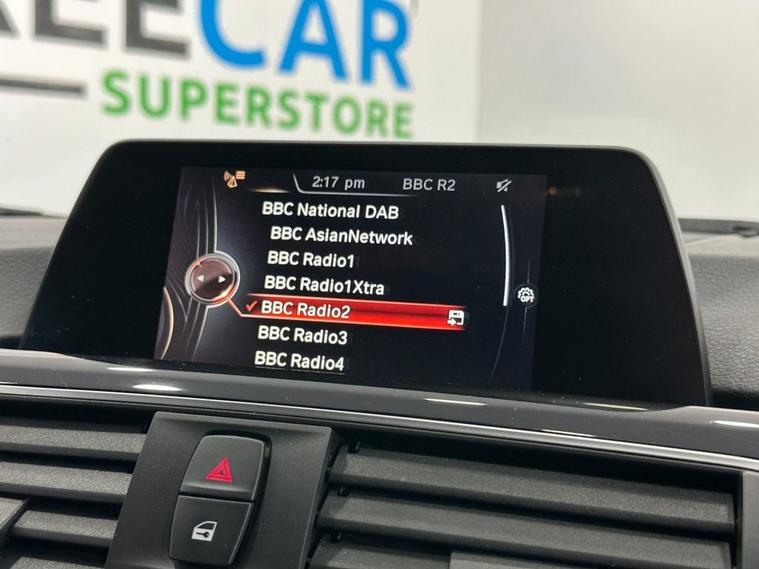 CAR
SUPERSTORE
2:17 pm BBC R2
BBC National DAB
BBC AsianNetwork
BBC Radio1
BBC Radio1Xtra
BBC Radio2
OPT
BBC Radio3
BBC Radio4